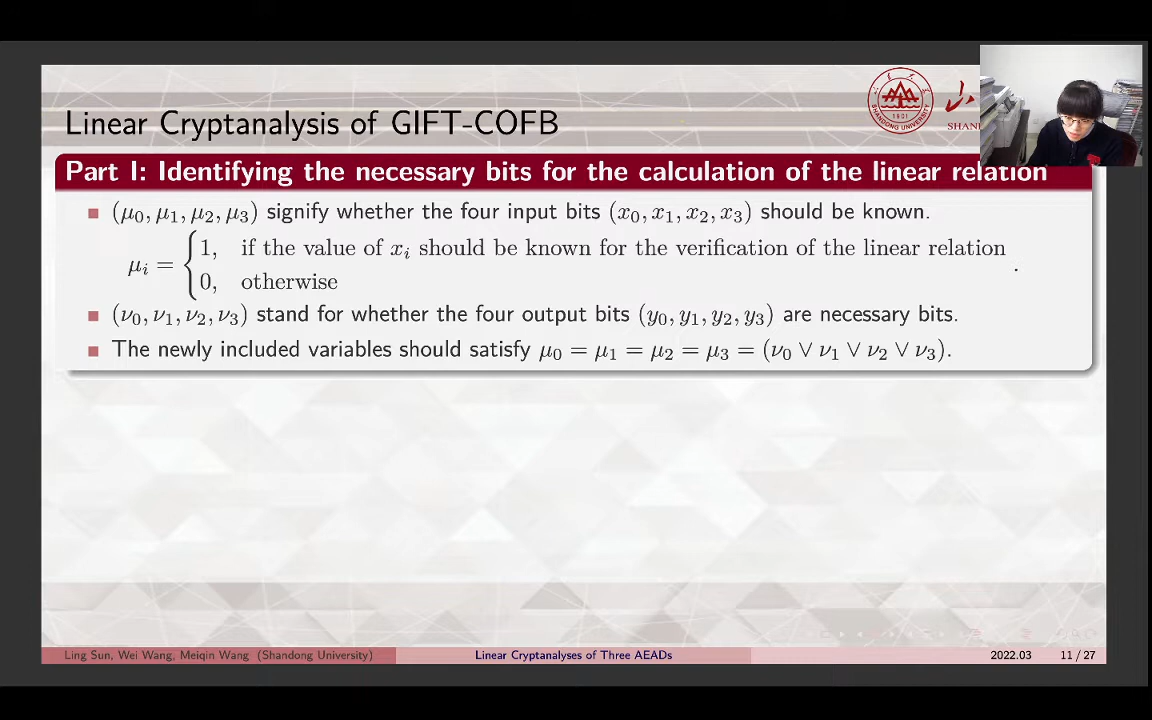 Linear Cryptanalysis of GIFT-COFB
SHANDONG UNIVERSITY
1901
山
SHAN
Part I: Identifying the necessary bits for the calculation of the linear relation
■ (μ₀, μ₁, μ₂, μ₃) signify whether the four input bits (x₀, x₁, x₂, x₃) should be known.
μᵢ = { 1, if the value of xᵢ should be known for the verification of the linear relation
0, otherwise .
■ (ν₀, ν₁, ν₂, ν₃) stand for whether the four output bits (y₀, y₁, y₂, y₃) are necessary bits.
■ The newly included variables should satisfy μ₀ = μ₁ = μ₂ = μ₃ = (ν₀ ∨ ν₁ ∨ ν₂ ∨ ν₃).
Ling Sun, Wei Wang, Meiqin Wang (Shandong University) Linear Cryptanalyses of Three AEADs 2022.03 11 / 27